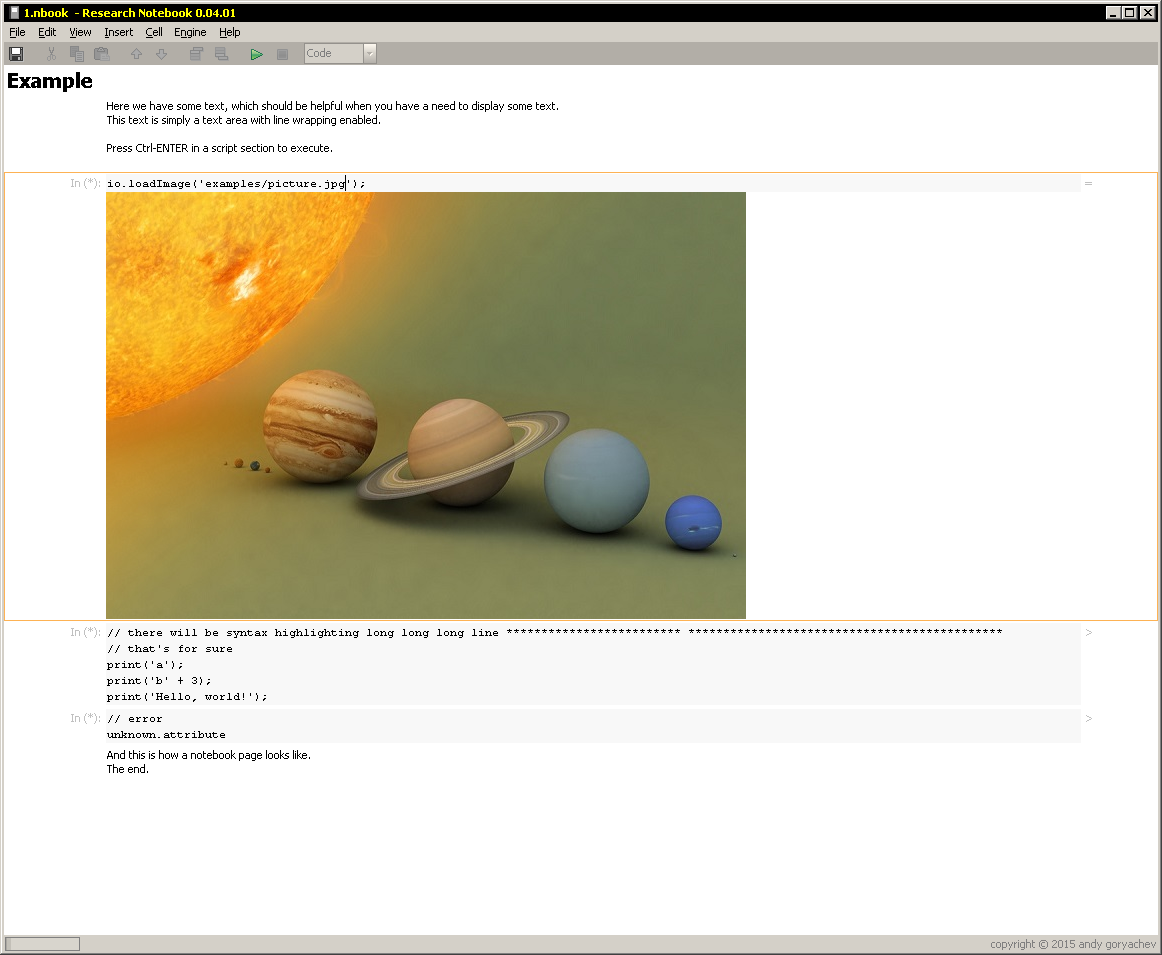 1.nbook - Research Notebook 0.04.01
File Edit View Insert Cell Engine Help
Code
Example
Here we have some text, which should be helpful when you have a need to display some text.
This text is simply a text area with line wrapping enabled.
Press Ctrl-ENTER in a script section to execute.
In (*): io.loadImage('examples/picture.jpg'); =
In (*): // there will be syntax highlighting long long long line ************************* ********************************************* >
// that's for sure
print('a');
print('b' + 3);
print('Hello, world!');
In (*): // error >
unknown.attribute
And this is how a notebook page looks like.
The end.
copyright © 2015 andy goryachev